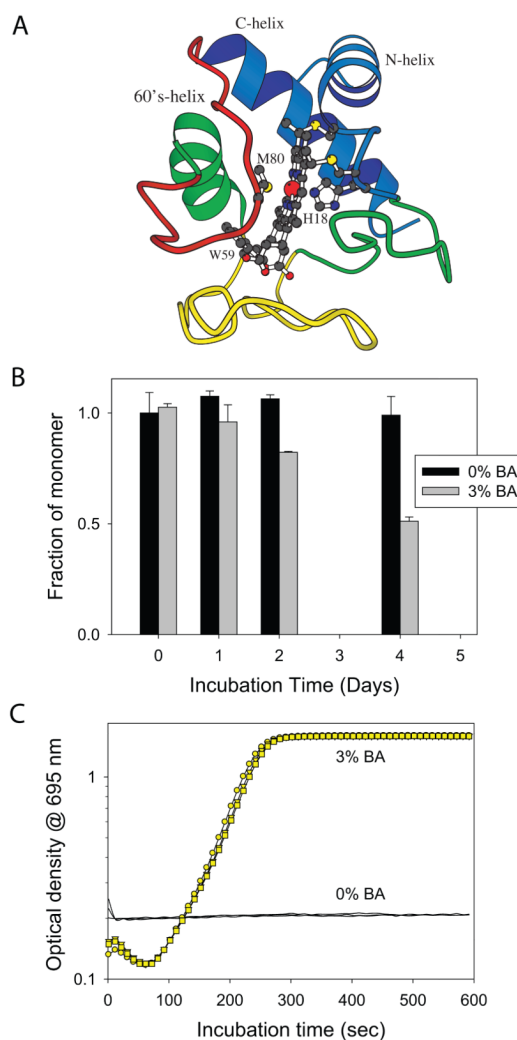 A
C-helix
N-helix
60's-helix
M80
H18
W59
B
Fraction of monomer
1.0
0.5
0.0
0% BA
3% BA
0 1 2 3 4 5
Incubation Time (Days)
C
Optical density @ 695 nm
1
0.1
3% BA
0% BA
0 100 200 300 400 500 600
Incubation time (sec)